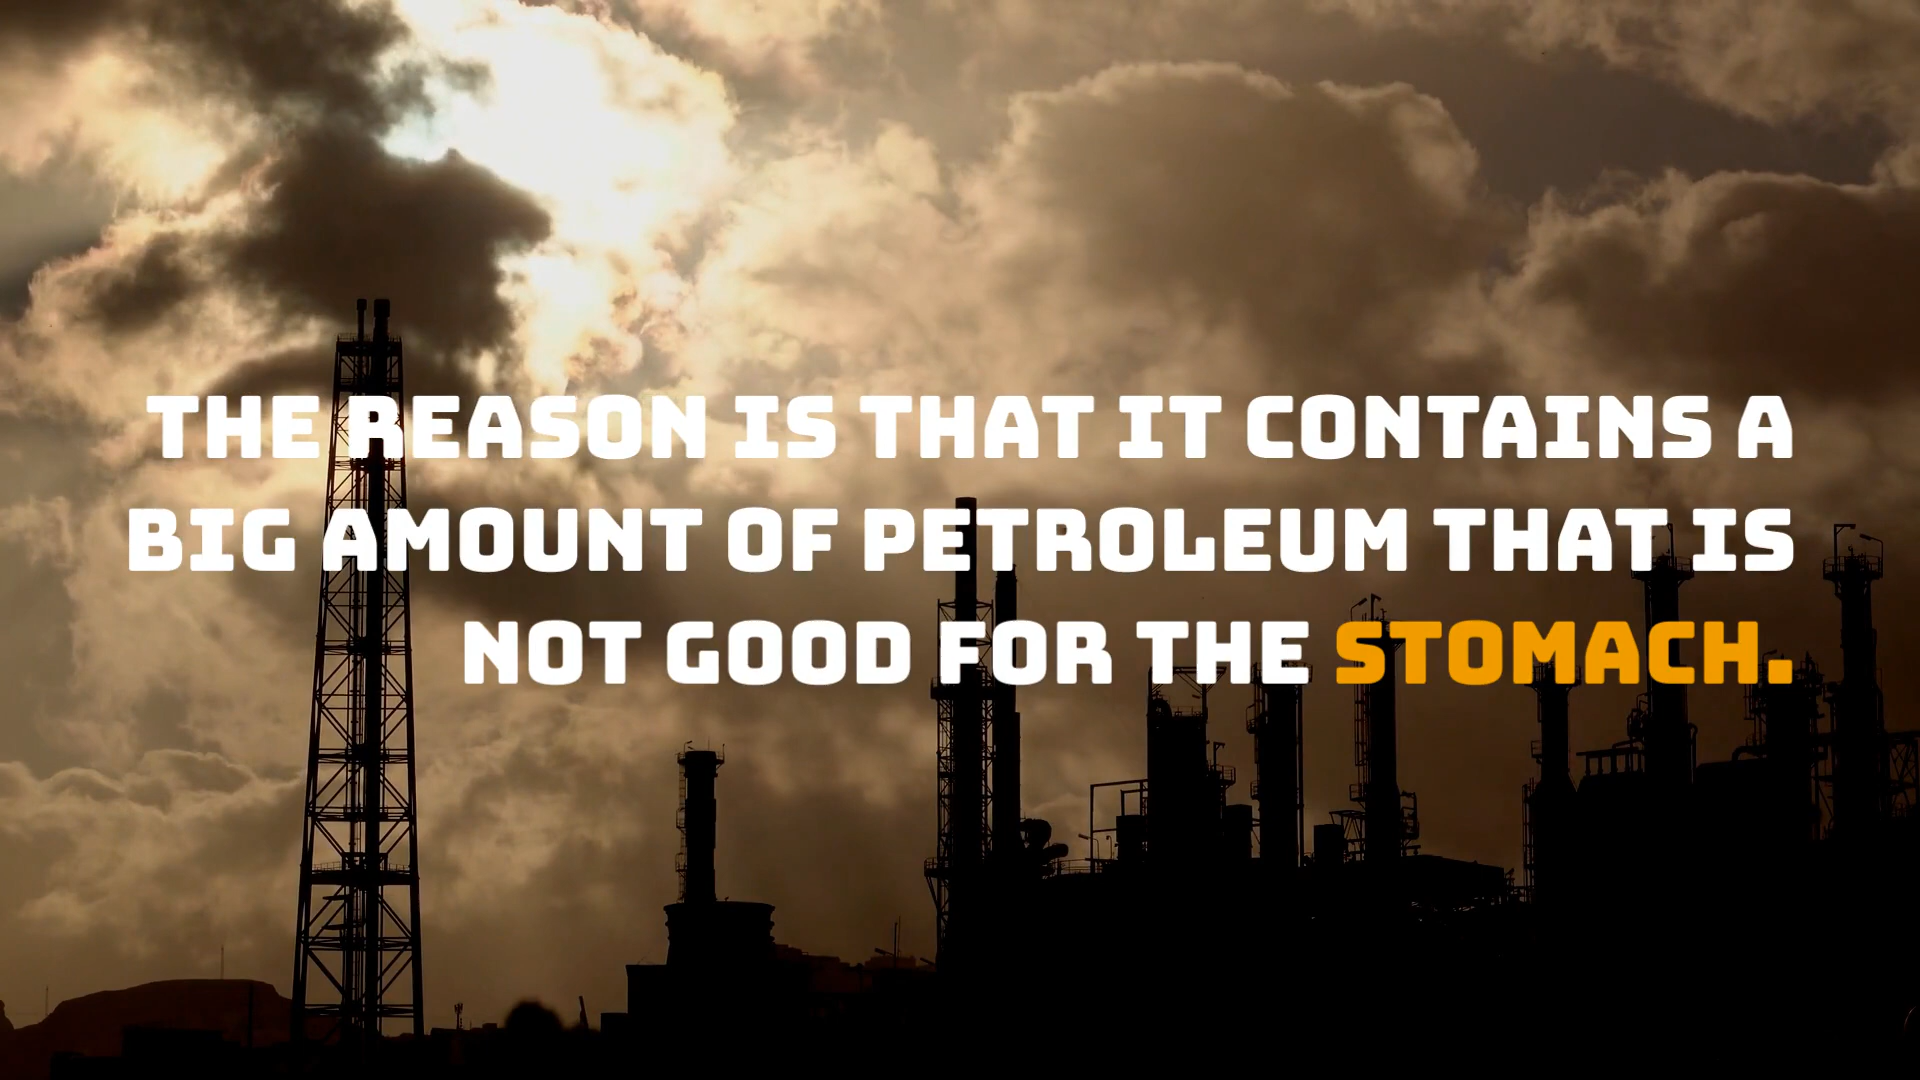 THE REASON IS THAT IT CONTAINS A
BIG AMOUNT OF PETROLEUM THAT IS
NOT GOOD FOR THE STOMACH.